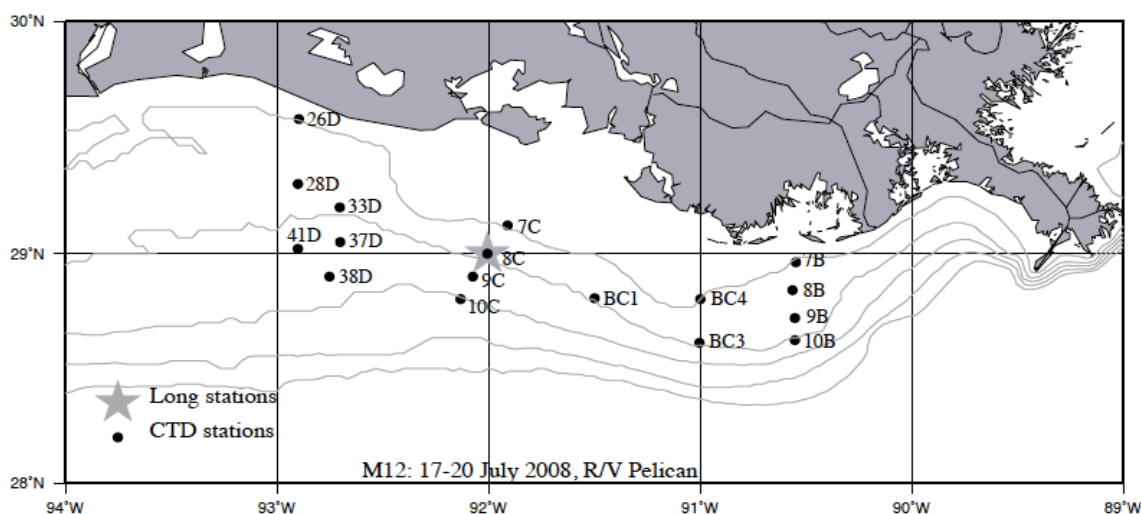 30°N
26D
28D
33D
7C
41D
37D
29°N
8C
7B
38D
9C
8B
10C
BC1
BC4
9B
BC3
10B
Long stations
CTD stations
M12: 17-20 July 2008, R/V Pelican
28°N
94°W
93°W
92°W
91°W
90°W
89°W